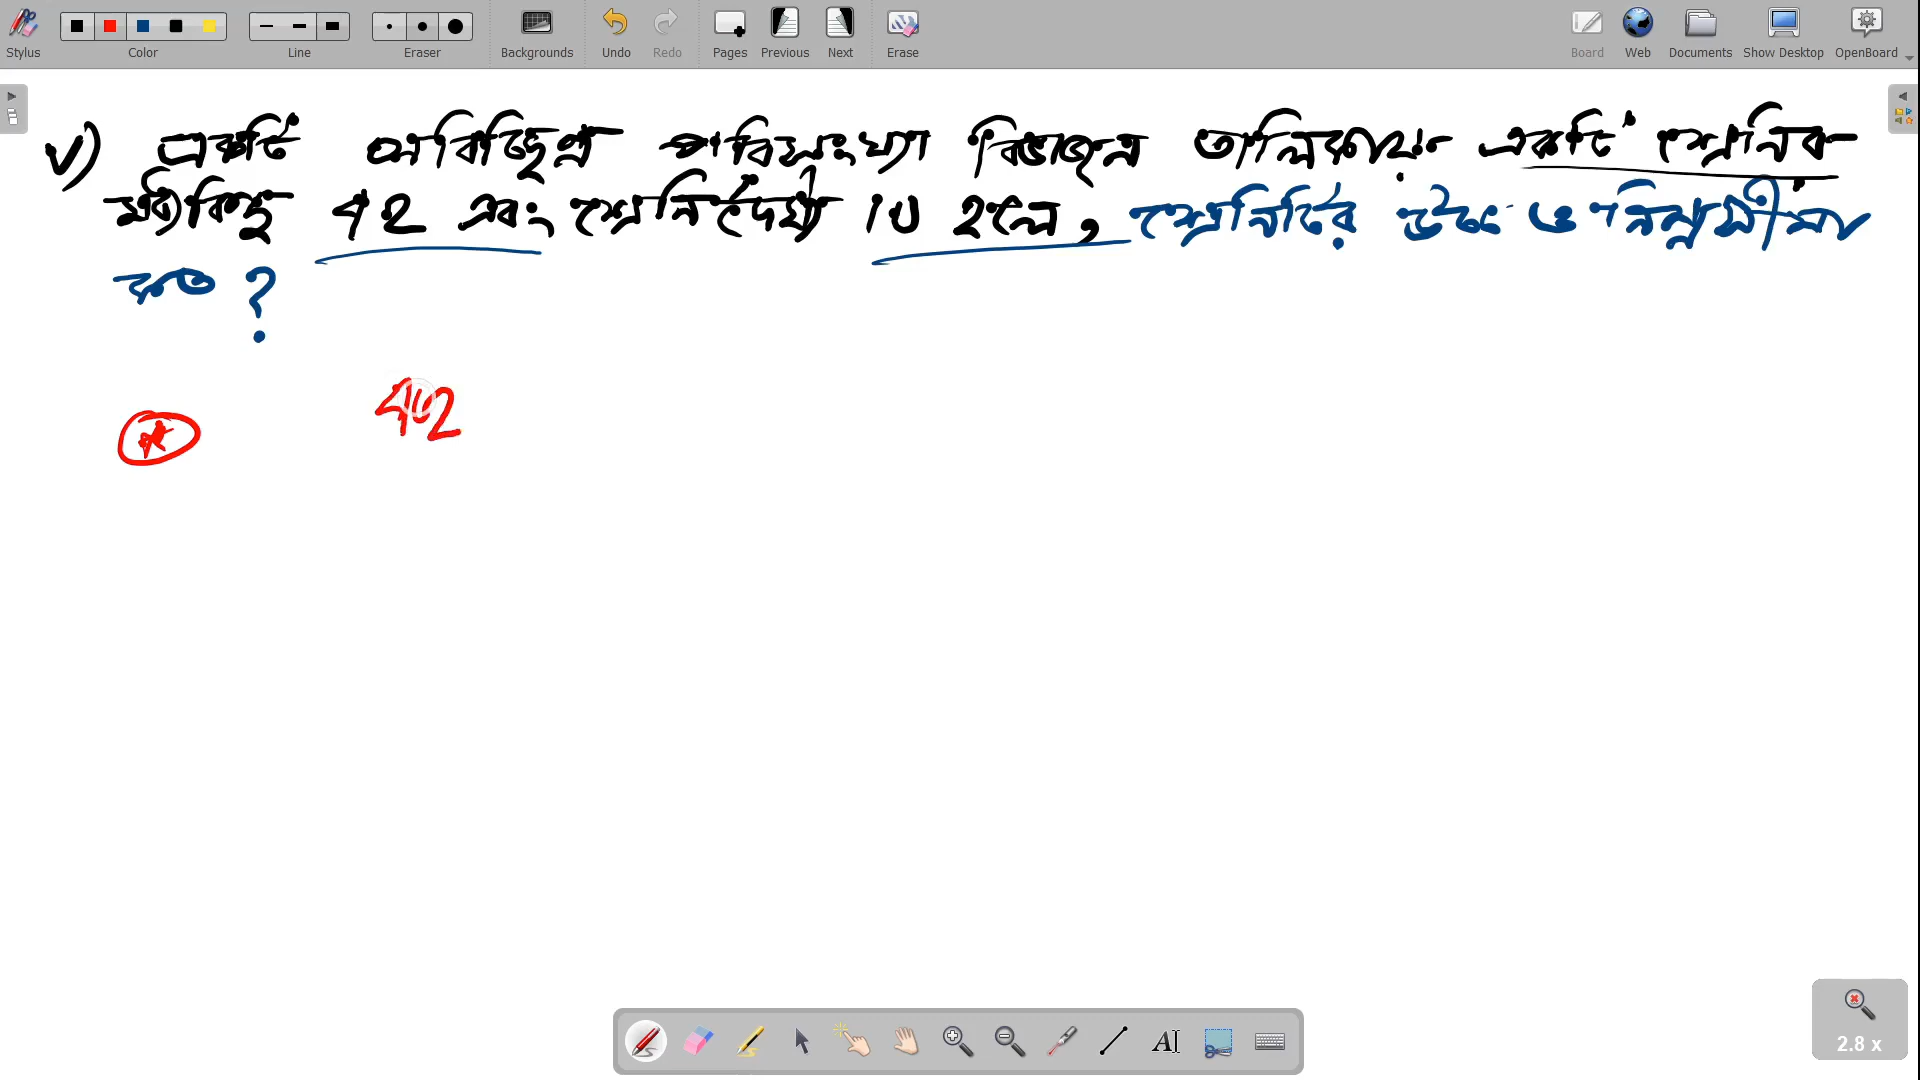 Stylus Color Line Eraser Backgrounds Undo Redo Pages Previous Next Erase Board Web Documents Show Desktop OpenBoard
v) একটি অবিচ্ছিন্ন পরিসংখ্যা বিভাজন তালিকায় একটি শ্রেনির
মধ্যবিন্দু 42 এবং শ্রেনিদৈর্ঘ্য 10 হলে, শ্রেনিটির উচ্চ ও নিম্নসীমা
কত ?
42
2.8 x